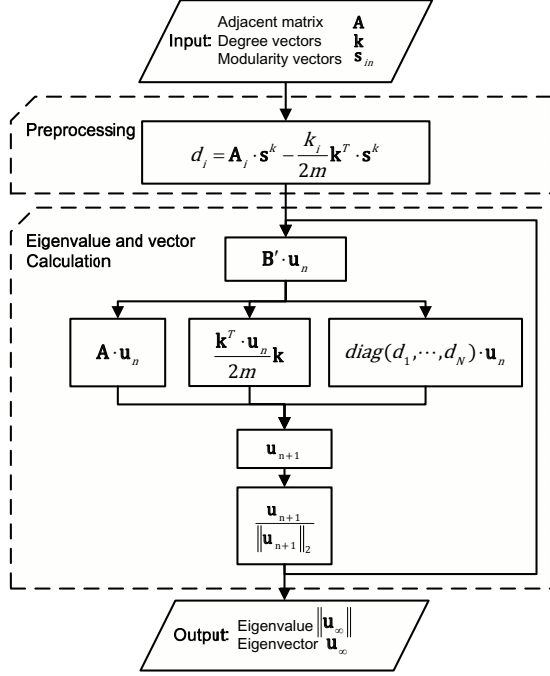 Input: Adjacent matrix A
Degree vectors k
Modularity vectors s_in
Preprocessing
d_i = A_i · s^k − k_i/2m k^T · s^k
Eigenvalue and vector
Calculation
B′ · u_n
A · u_n
k^T · u_n/2m k
diag(d_1,⋯,d_N) · u_n
u_n+1
u_n+1/‖u_n+1‖_2
Output: Eigenvalue ‖u_∞‖
Eigenvector u_∞